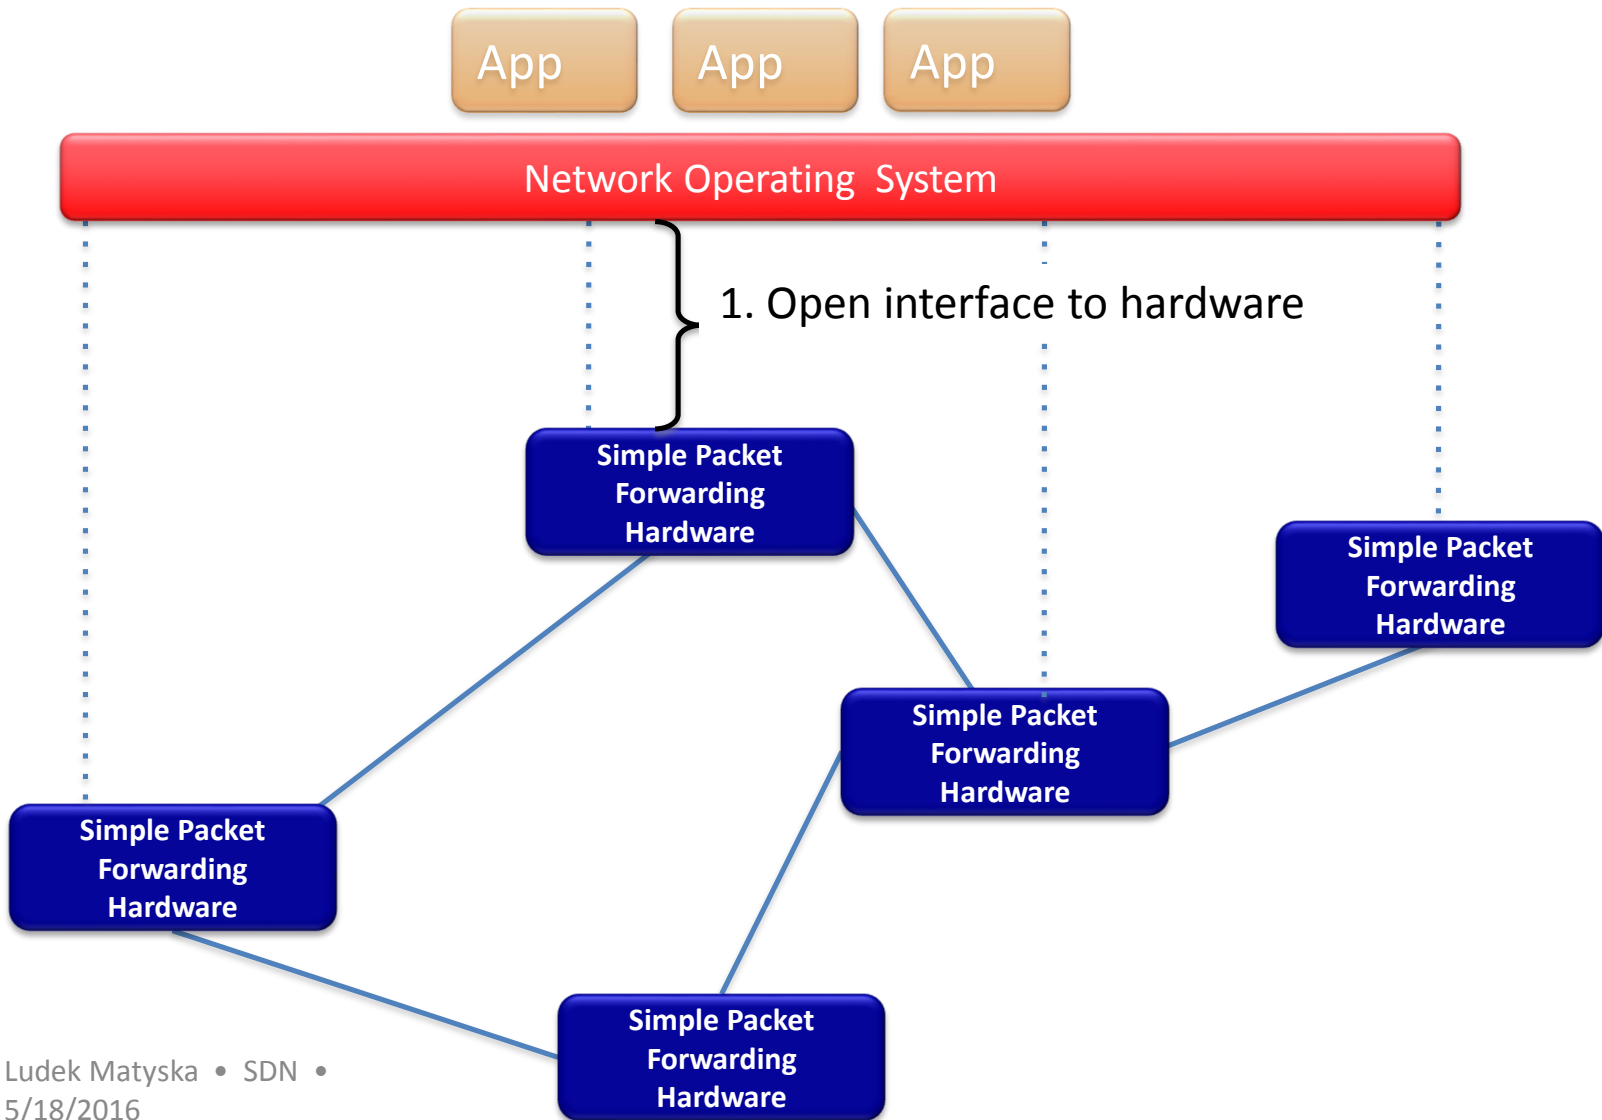 App
App
App
Network Operating System
1. Open interface to hardware
Simple Packet
Forwarding
Hardware
Simple Packet
Forwarding
Hardware
Simple Packet
Forwarding
Hardware
Simple Packet
Forwarding
Hardware
Simple Packet
Forwarding
Hardware
Ludek Matyska • SDN •
5/18/2016